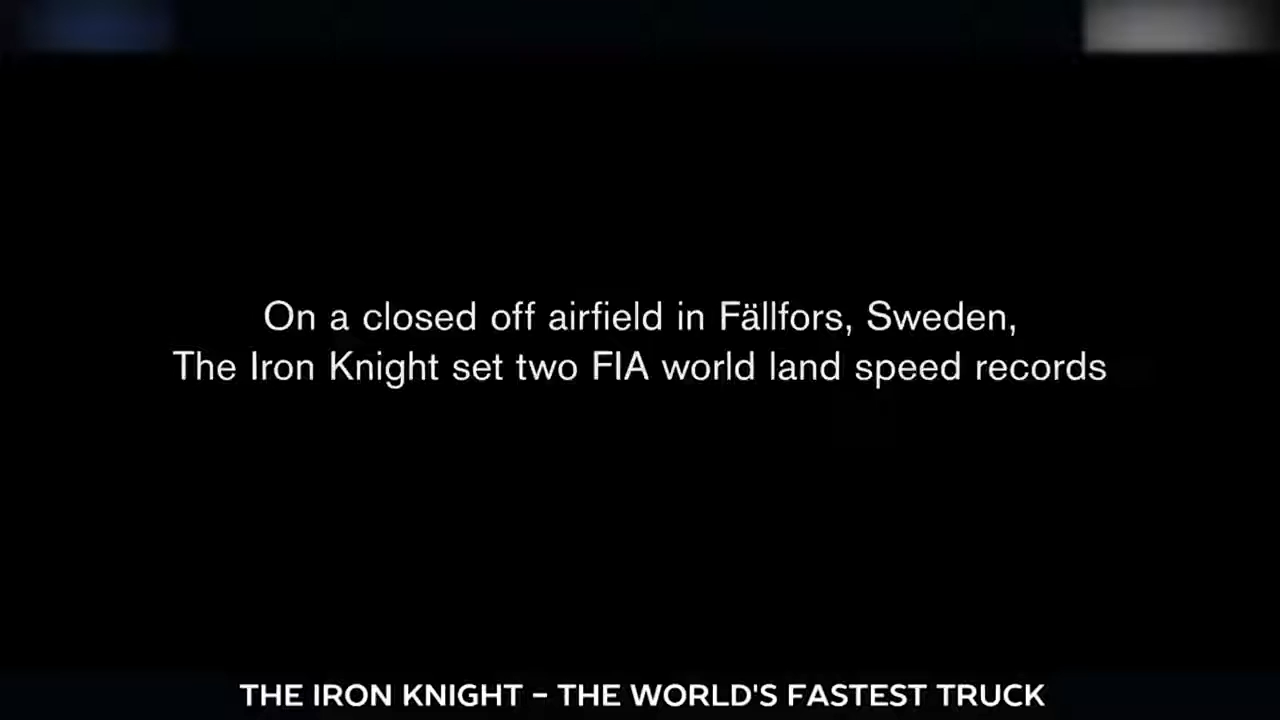 On a closed off airfield in Fällfors, Sweden,
The Iron Knight set two FIA world land speed records
THE IRON KNIGHT - THE WORLD'S FASTEST TRUCK